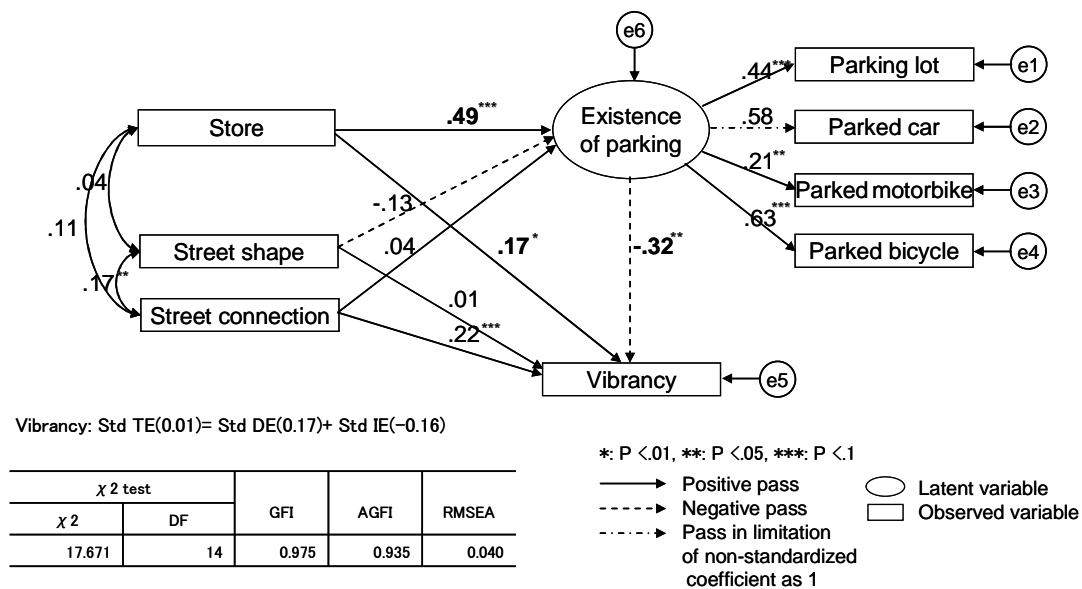 e6
Parking lot
e1
.44***
Store
.49***
Existence
of parking
.58
Parked car
e2
.04
.21**
Parked motorbike
e3
-.13
.63***
.11
Street shape
.04
.17*
-.32**
Parked bicycle
e4
.17**
Street connection
.01
.22***
Vibrancy
e5
Vibrancy: Std TE(0.01)= Std DE(0.17)+ Std IE(-0.16)
*: P <.01, **: P <.05, ***: P <.1
χ2 test
GFI
AGFI
RMSEA
χ2
DF
17.671
14
0.975
0.935
0.040
Positive pass
Negative pass
Pass in limitation
of non-standardized
coefficient as 1
Latent variable
Observed variable